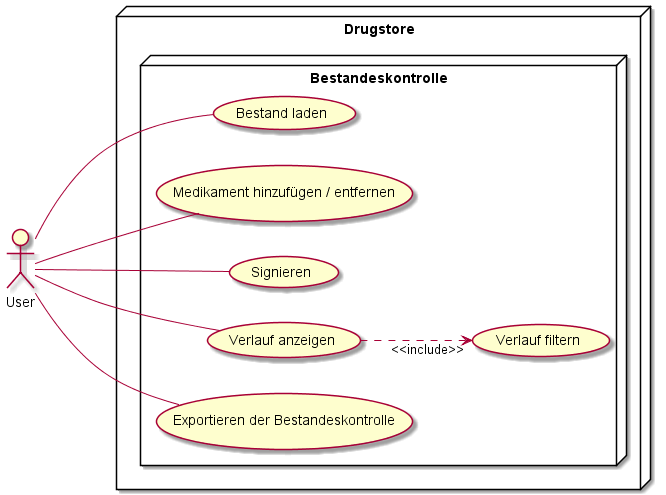 Drugstore
Bestandeskontrolle
Bestand laden
Medikament hinzufügen / entfernen
Signieren
User
Verlauf anzeigen
<<include>>
Verlauf filtern
Exportieren der Bestandeskontrolle